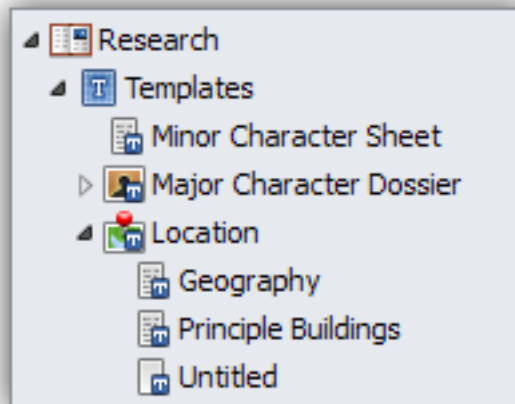 Research
Templates
Minor Character Sheet
Major Character Dossier
Location
Geography
Principle Buildings
Untitled